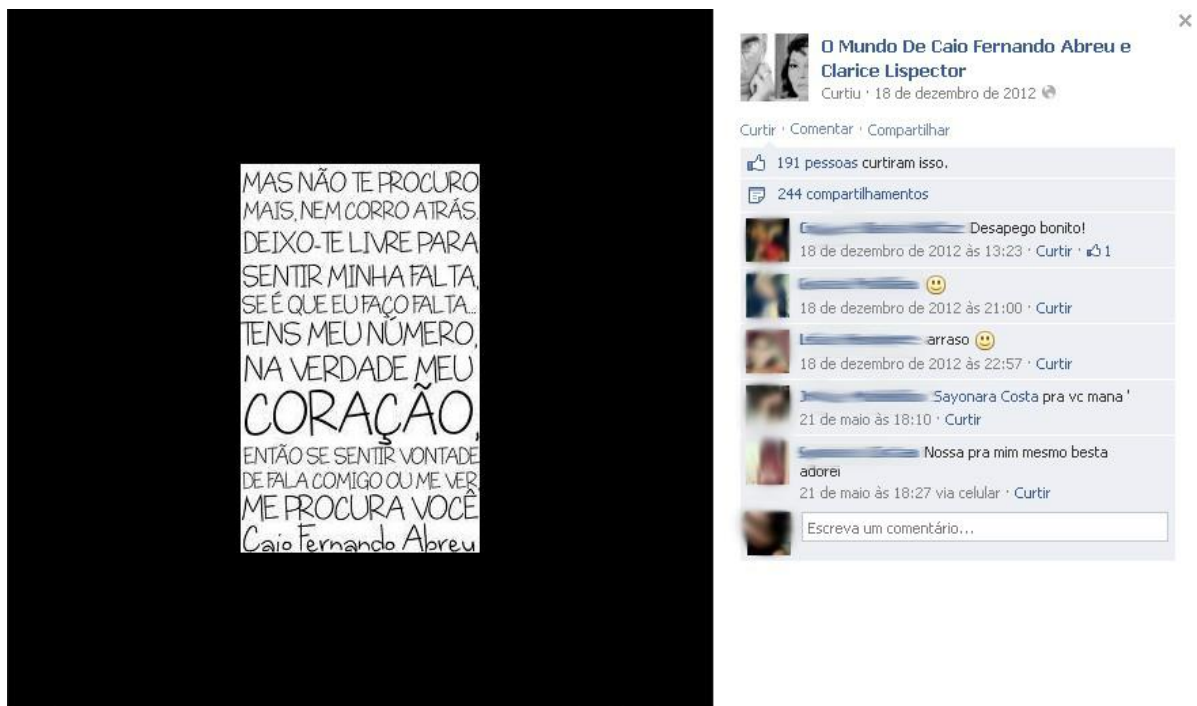 MAS NÃO TE PROCURO
MAIS, NEM CORRO ATRÁS.
DEIXO-TE LIVRE PARA
SENTIR MINHA FALTA,
SE É QUE EU FAÇO FALTA...
TENS MEU NÚMERO,
NA VERDADE MEU
CORAÇÃO,
ENTÃO SE SENTIR VONTADE
DE FALA COMIGO OU ME VER,
ME PROCURA VOCÊ
Caio Fernando Abreu
O Mundo De Caio Fernando Abreu e
Clarice Lispector
Curtiu · 18 de dezembro de 2012
Curtir · Comentar · Compartilhar
191 pessoas curtiram isso.
244 compartilhamentos
Desapego bonito!
18 de dezembro de 2012 às 13:23 · Curtir · 1
18 de dezembro de 2012 às 21:00 · Curtir
arraso
18 de dezembro de 2012 às 22:57 · Curtir
Sayonara Costa pra vc mana '
21 de maio às 18:10 · Curtir
Nossa pra mim mesmo besta
adorei
21 de maio às 18:27 via celular · Curtir
Escreva um comentário...